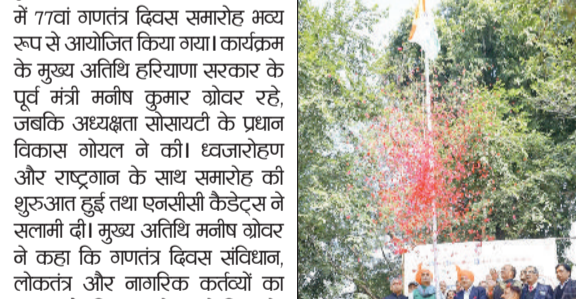 में 77वां गणतंत्र दिवस समारोह भव्य
रूप से आयोजित किया गया। कार्यक्रम
के मुख्य अतिथि हरियाणा सरकार के
पूर्व मंत्री मनीष कुमार ग्रोवर रहे,
जबकि अध्यक्षता सोसायटी के प्रधान
विकास गोयल ने की। ध्वजारोहण
और राष्ट्रगान के साथ समारोह की
शुरुआत हुई तथा एनसीसी कैडेट्स ने
सलामी दी। मुख्य अतिथि मनीष ग्रोवर
ने कहा कि गणतंत्र दिवस संविधान,
लोकतंत्र और नागरिक कर्तव्यों का